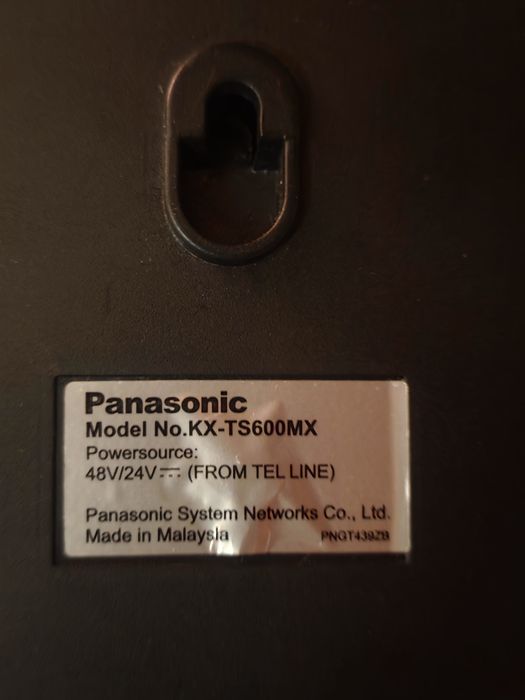 Panasonic
Model No.KX-TS600MX
Powersource:
48V/24V⎓ (FROM TEL LINE)
Panasonic System Networks Co., Ltd.
Made in Malaysia PNGT4392B